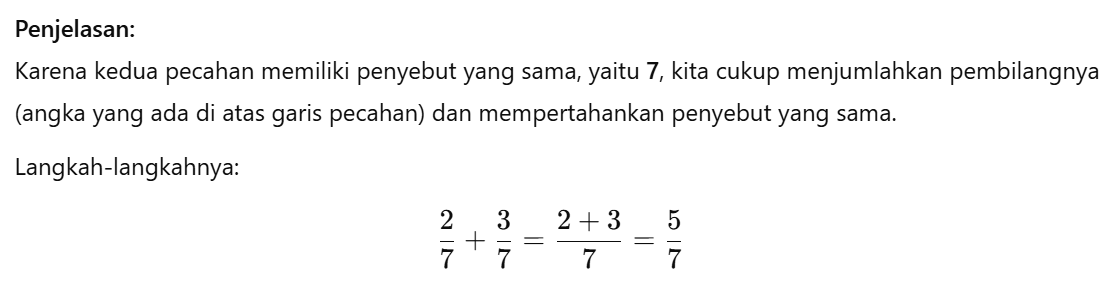 Penjelasan:
Karena kedua pecahan memiliki penyebut yang sama, yaitu 7, kita cukup menjumlahkan pembilangnya
(angka yang ada di atas garis pecahan) dan mempertahankan penyebut yang sama.
Langkah-langkahnya:
2/7 + 3/7 = (2 + 3)/7 = 5/7